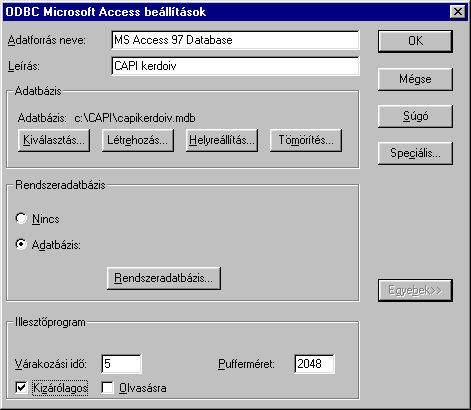 ODBC Microsoft Access beállítások
Adatforrás neve: MS Access 97 Database
OK
Leírás: CAPI kerdoiv
Mégse
Adatbázis
Adatbázis: c:\CAPI\capikerdoiv.mdb
Súgó
Kiválasztás... Létrehozás... Helyreállítás... Tömörítés...
Speciális...
Rendszeradatbázis
Nincs
Adatbázis:
Rendszeradatbázis...
Egyebek>>
Illesztőprogram
Várakozási idő: 5 Pufferméret: 2048
Kizárólagos Olvasásra